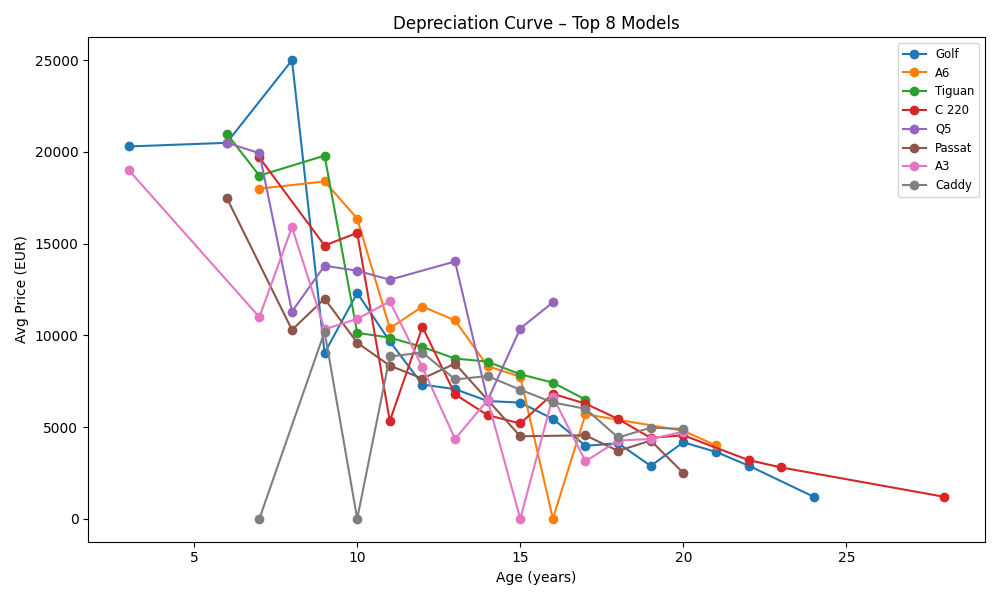 Depreciation Curve – Top 8 Models
Avg Price (EUR)
25000
20000
15000
10000
5000
0
5
10
15
20
25
Age (years)
Golf
A6
Tiguan
C 220
Q5
Passat
A3
Caddy